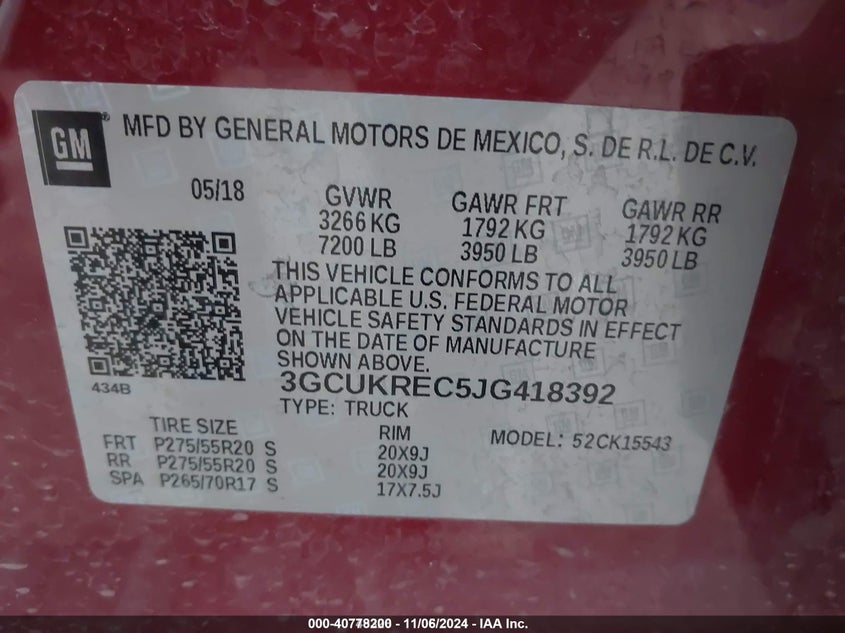 GM ® MFD BY GENERAL MOTORS DE MEXICO, S. DE R.L. DE C.V.
05/18
GVWR GAWR FRT GAWR RR
3266 KG 1792 KG 1792 KG
7200 LB 3950 LB 3950 LB
THIS VEHICLE CONFORMS TO ALL
APPLICABLE U.S. FEDERAL MOTOR
VEHICLE SAFETY STANDARDS IN EFFECT
ON THE DATE OF MANUFACTURE
SHOWN ABOVE.
434B
3GCUKREC5JG418392
TYPE: TRUCK
TIRE SIZE RIM MODEL: 52CK15543
FRT P275/55R20 S 20X9J
RR P275/55R20 S 20X9J
SPA P265/70R17 S 17X7.5J
11/06/2024 - IAA Inc.